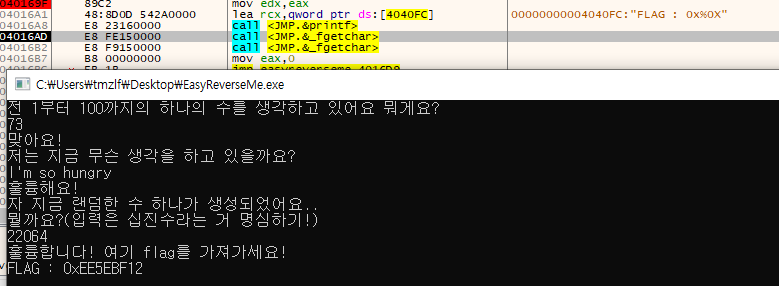 040169F 89C2 mov edx,eax
04016A1 48:8D0D 542A0000 lea rcx,qword ptr ds:[4040FC] 00000000004040FC:"FLAG : 0x%0X"
04016A8 E8 23160000 call <JMP.&printf>
04016AD E8 FE150000 call <JMP.&_fgetchar>
04016B2 E8 F9150000 call <JMP.&_fgetchar>
04016B7 B8 00000000 mov eax,0
C:₩Users₩tmzlf₩Desktop₩EasyReverseMe.exe
전 1부터 100까지의 하나의 수를 생각하고 있어요 뭐게요?
73
맞아요!
저는 지금 무슨 생각을 하고 있을까요?
I'm so hungry
훌륭해요!
자 지금 랜덤한 수 하나가 생성되었어요..
뭘까요?(입력은 십진수라는 거 명심하기!)
22064
훌륭합니다! 여기 flag를 가져가세요!
FLAG : 0xEE5EBF12